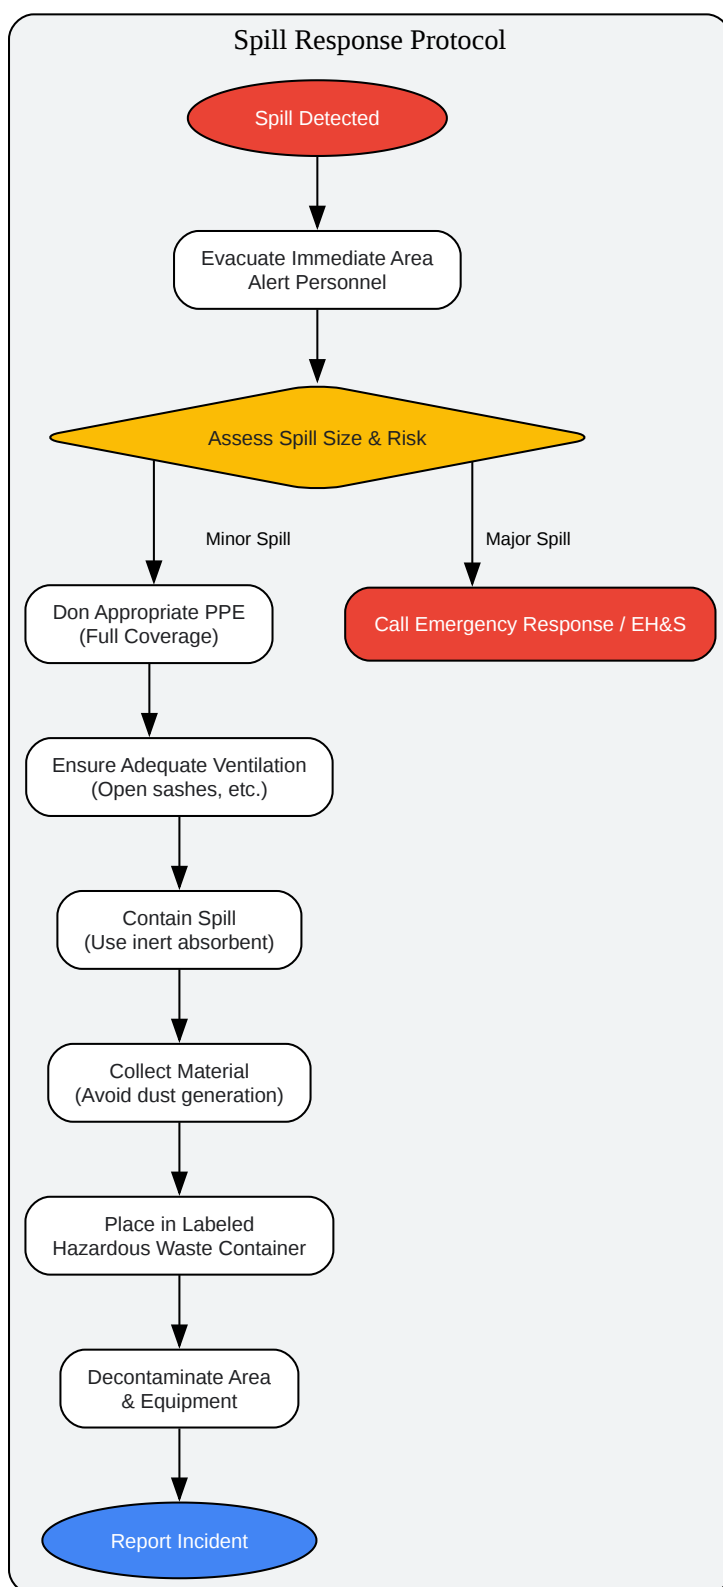 Spill Response Protocol
Spill Detected
Evacuate Immediate Area
Alert Personnel
Assess Spill Size & Risk
Minor Spill
Major Spill
Don Appropriate PPE
(Full Coverage)
Call Emergency Response / EH&S
Ensure Adequate Ventilation
(Open sashes, etc.)
Contain Spill
(Use inert absorbent)
Collect Material
(Avoid dust generation)
Place in Labeled
Hazardous Waste Container
Decontaminate Area
& Equipment
Report Incident